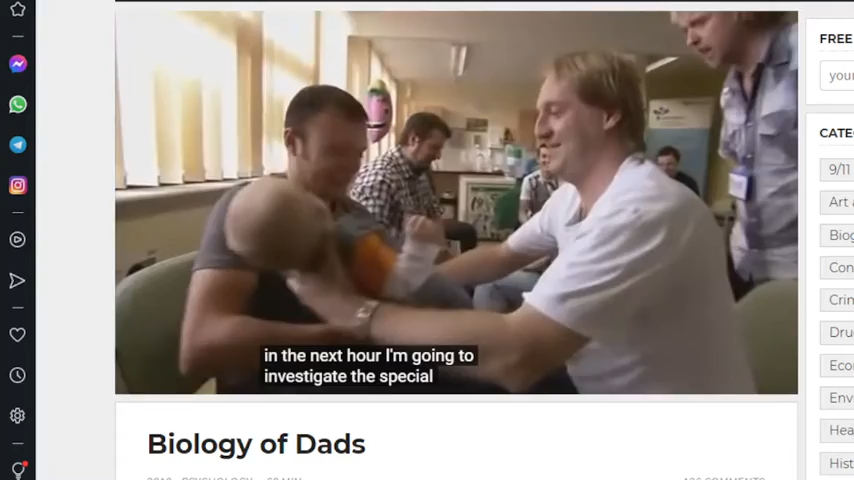 in the next hour I'm going to
investigate the special
Biology of Dads
FREE
your
CATE
9/11
Art
Biog
Con
Crin
Dru
Eco
Env
Hea
Hist